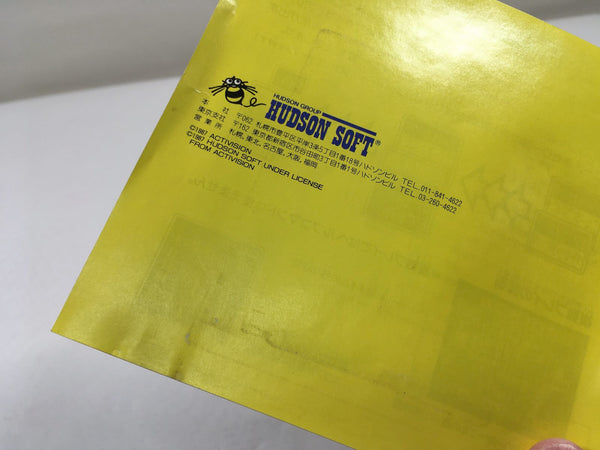 HUDSON GROUP
HUDSON SOFT®
本 社 〒062 札幌市豊平区平岸3条5丁目1番18号ハドソンビル TEL.011-841-4622
東京支社 〒162 東京都新宿区市谷田町3丁目1番1号ハドソンビル TEL.03-260-4622
営業所 札幌、東北、名古屋、大阪、福岡
©1987 ACTIVISION
©1987 HUDSON SOFT UNDER LICENSE
FROM ACTIVISION